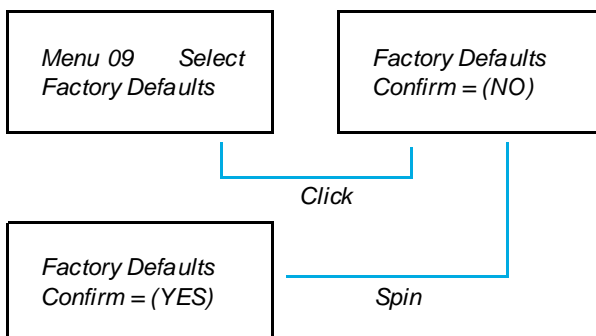 Menu 09 Select
Factory Defaults
Factory Defaults
Confirm = (NO)
Click
Factory Defaults
Confirm = (YES)
Spin